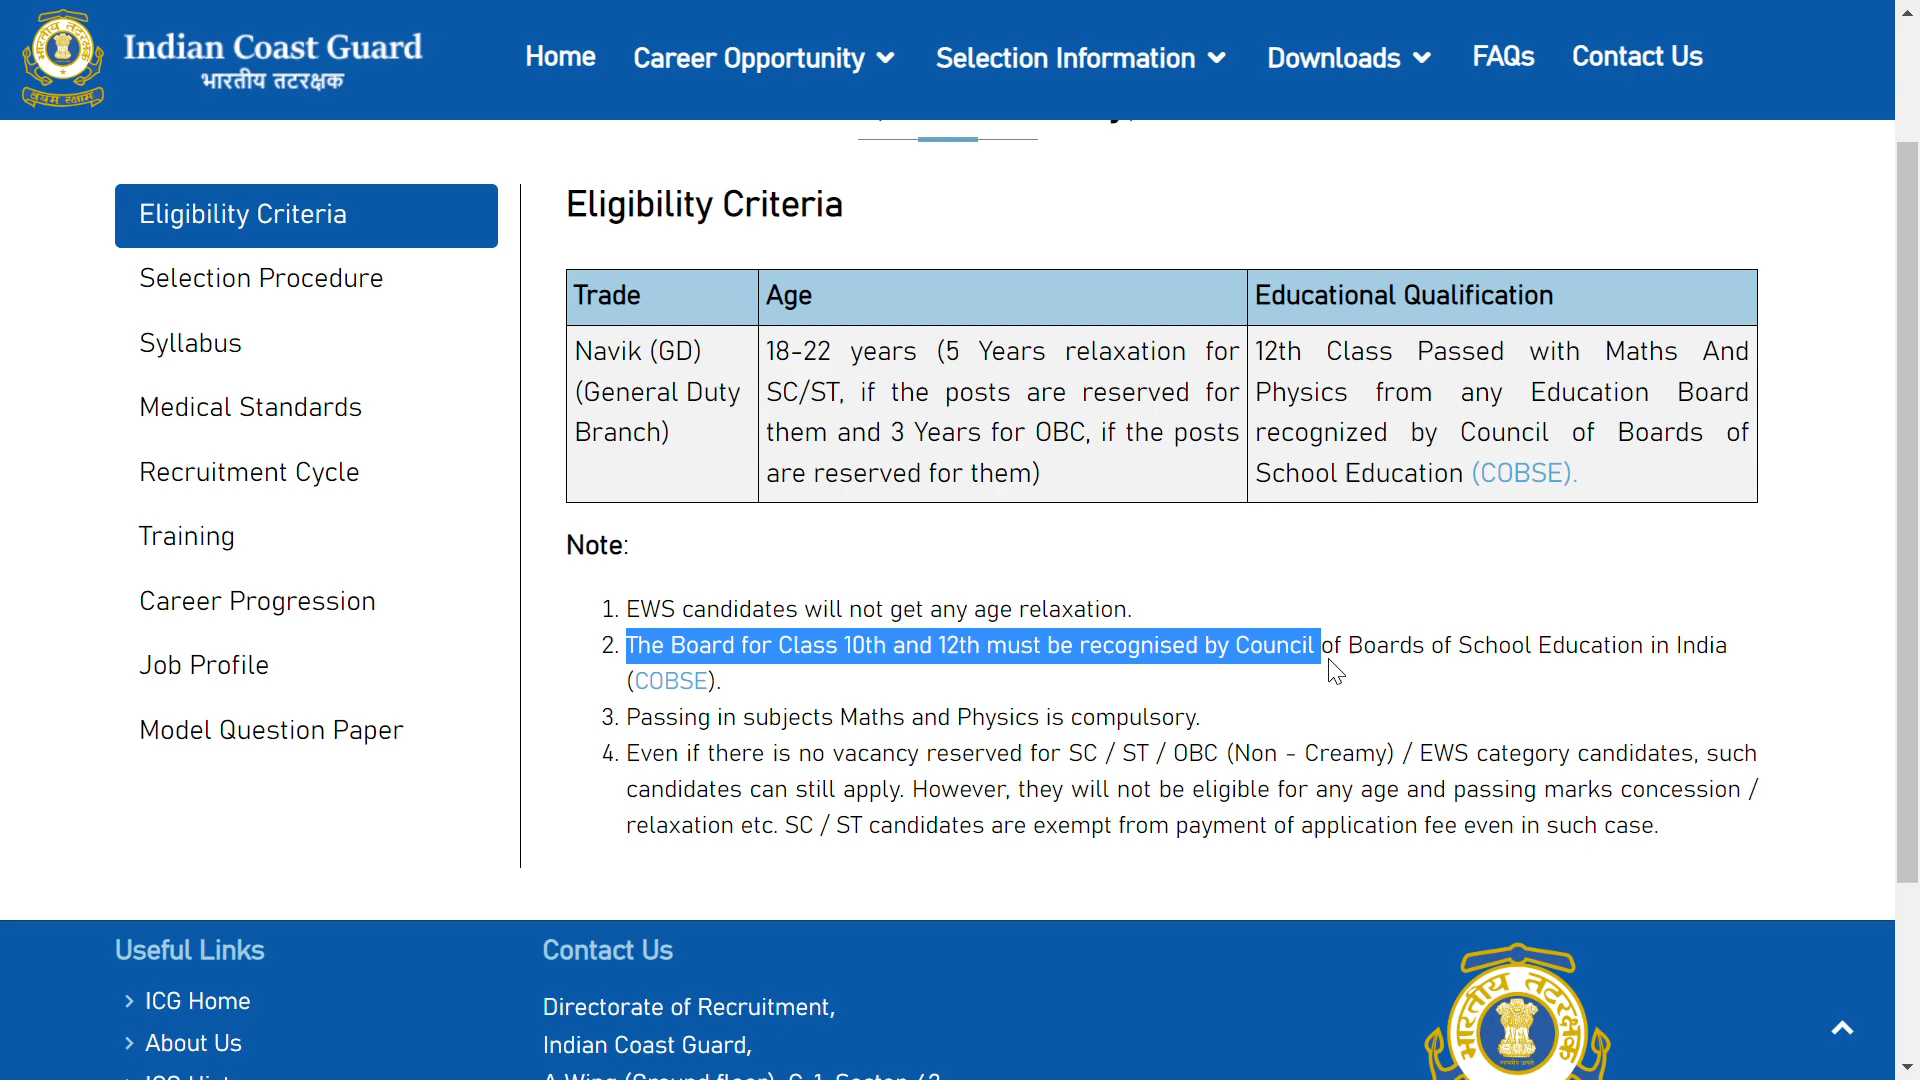 Indian Coast Guard
भारतीय तटरक्षक
Home
Career Opportunity
Selection Information
Downloads
FAQs
Contact Us
Eligibility Criteria
Selection Procedure
Syllabus
Medical Standards
Recruitment Cycle
Training
Career Progression
Job Profile
Model Question Paper
Eligibility Criteria
Trade
Age
Educational Qualification
Navik (GD)
(General Duty
Branch)
18-22 years (5 Years relaxation for
SC/ST, if the posts are reserved for
them and 3 Years for OBC, if the posts
are reserved for them)
12th Class Passed with Maths And
Physics from any Education Board
recognized by Council of Boards of
School Education (COBSE).
Note:
1. EWS candidates will not get any age relaxation.
2. The Board for Class 10th and 12th must be recognised by Council of Boards of School Education in India
(COBSE).
3. Passing in subjects Maths and Physics is compulsory.
4. Even if there is no vacancy reserved for SC / ST / OBC (Non - Creamy) / EWS category candidates, such
candidates can still apply. However, they will not be eligible for any age and passing marks concession /
relaxation etc. SC / ST candidates are exempt from payment of application fee even in such case.
Useful Links
ICG Home
About Us
Contact Us
Directorate of Recruitment,
Indian Coast Guard,
भारतीय तटरक्षक